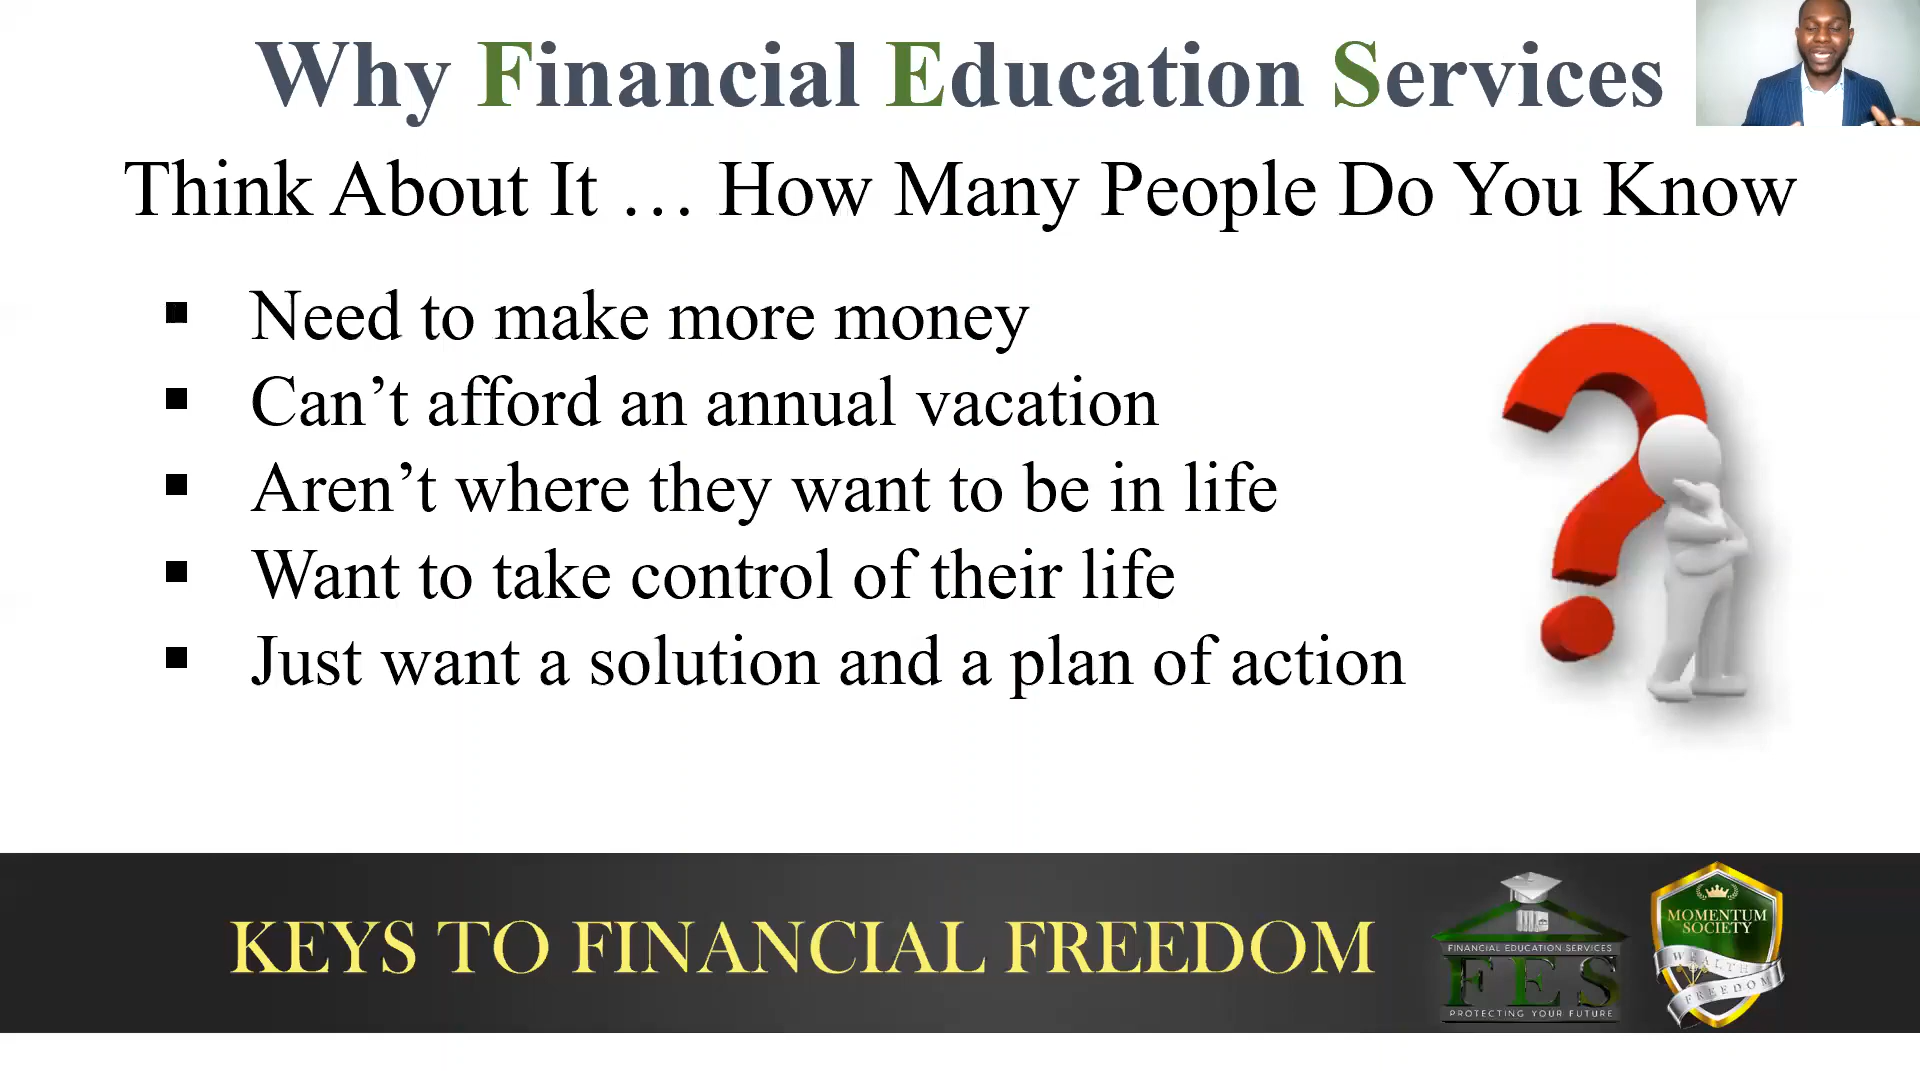 Why Financial Education Services
Think About It … How Many People Do You Know
▪ Need to make more money
▪ Can’t afford an annual vacation
▪ Aren’t where they want to be in life
▪ Want to take control of their life
▪ Just want a solution and a plan of action
KEYS TO FINANCIAL FREEDOM
FINANCIAL EDUCATION SERVICES
FES
PROTECTING YOUR FUTURE
MOMENTUM
SOCIETY
WEALTH
FREEDOM